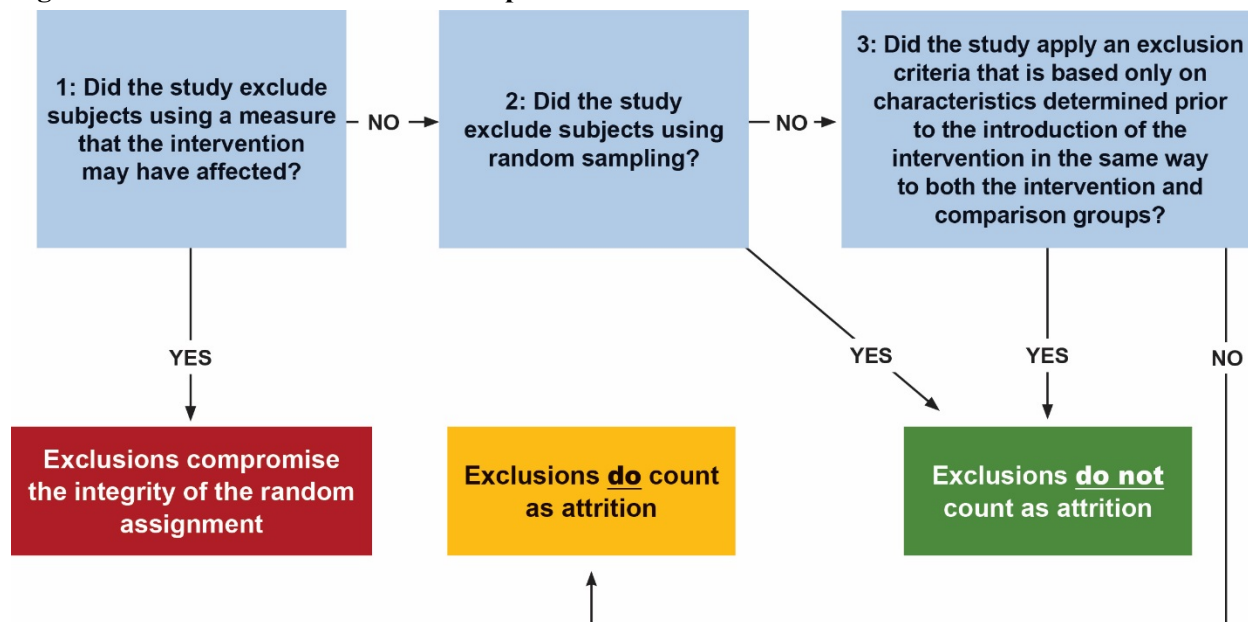 1: Did the study exclude
subjects using a measure
that the intervention
may have affected?
NO
2: Did the study
exclude subjects using
random sampling?
NO
3: Did the study apply an exclusion
criteria that is based only on
characteristics determined prior
to the introduction of the
intervention in the same way
to both the intervention and
comparison groups?
YES
YES
YES
NO
Exclusions compromise
the integrity of the random
assignment
Exclusions do count
as attrition
Exclusions do not
count as attrition